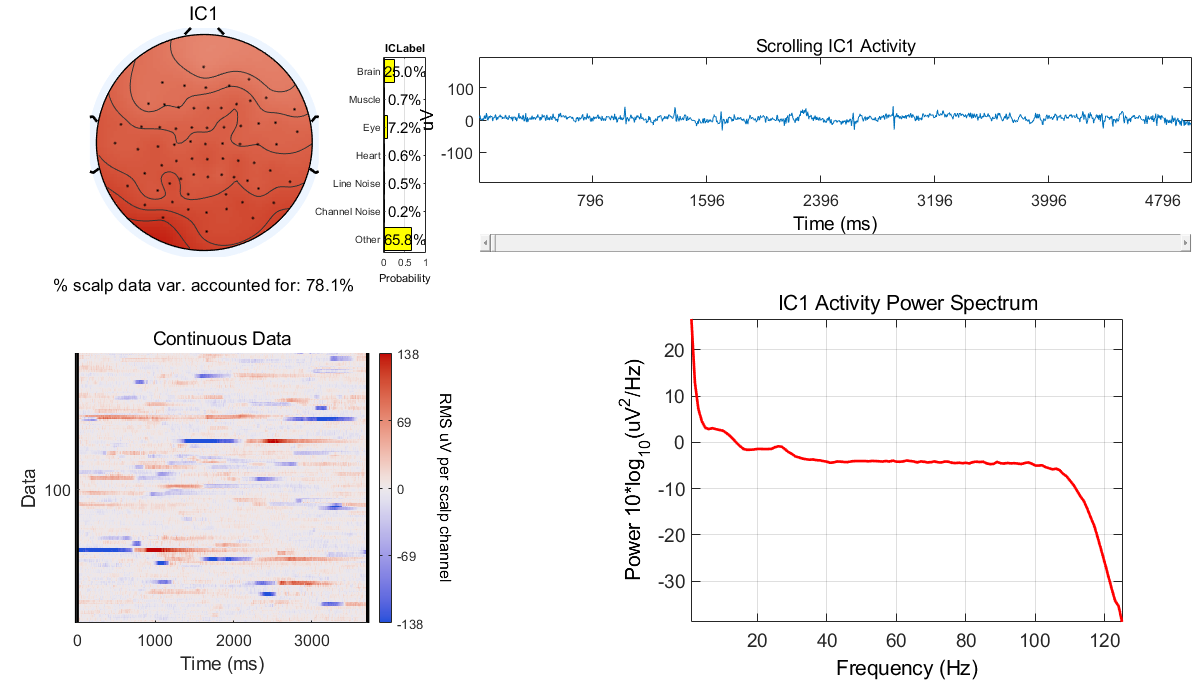 IC1
ICLabel
Brain 25.0%
Muscle 0.7%
Eye 7.2%
Heart 0.6%
Line Noise 0.5%
Channel Noise 0.2%
Other 65.8%
0 0.5 1
Probability
% scalp data var. accounted for: 78.1%
Scrolling IC1 Activity
uV
100
0
-100
796 1596 2396 3196 3996 4796
Time (ms)
Continuous Data
Data
100
0 1000 2000 3000
Time (ms)
138
69
0
-69
-138
RMS uV per scalp channel
IC1 Activity Power Spectrum
Power 10*log10(uV2/Hz)
20
10
0
-10
-20
-30
20 40 60 80 100 120
Frequency (Hz)